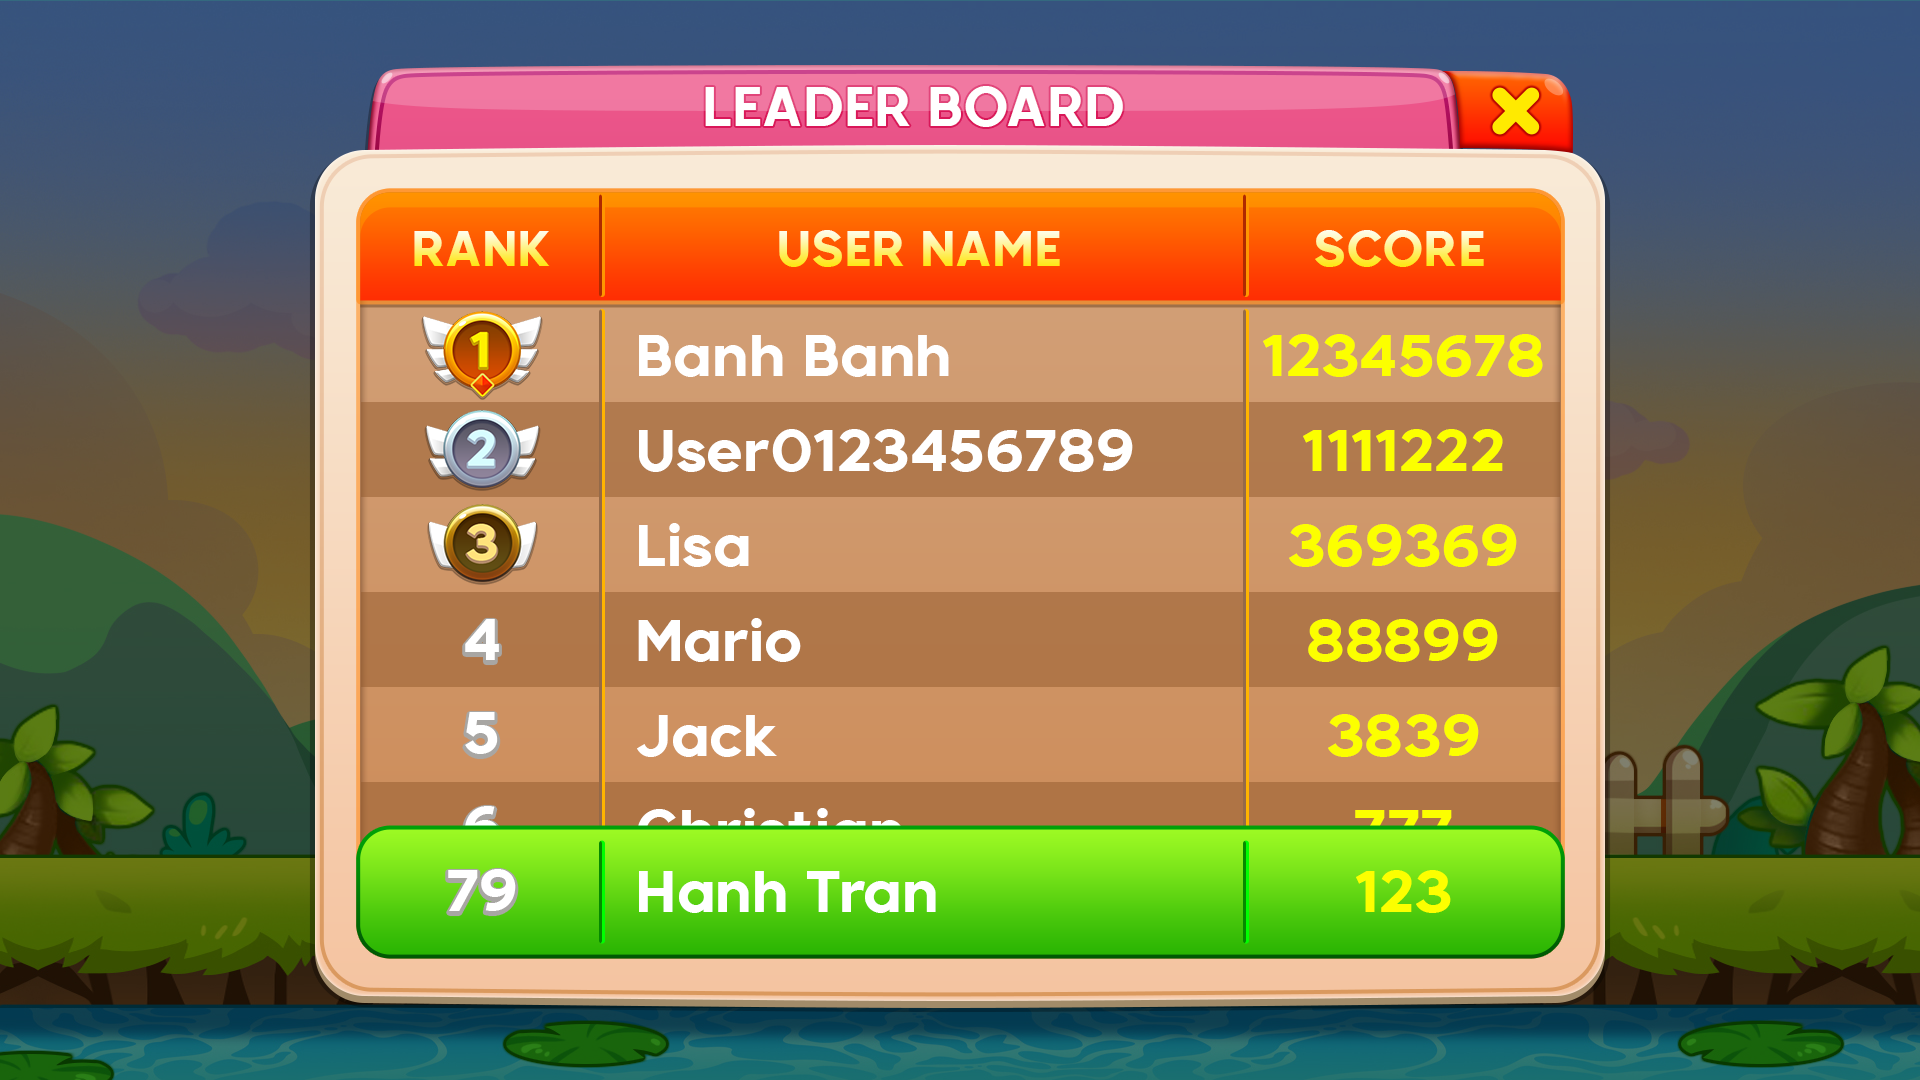 LEADER BOARD
RANK USER NAME SCORE
1 Banh Banh 12345678
2 User0123456789 1111222
3 Lisa 369369
4 Mario 88899
5 Jack 3839
6 Christian 777
79 Hanh Tran 123